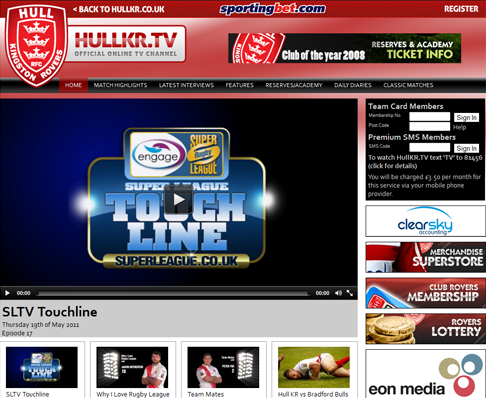 HULL
KINGSTON ROVERS
RFC
< BACK TO HULLKR.CO.UK
sportingbet.com
REGISTER
HULLKR.TV
OFFICIAL ONLINE TV CHANNEL
Club of the year 2008
RESERVES & ACADEMY
TICKET INFO
HOME
MATCH HIGHLIGHTS
LATEST INTERVIEWS
FEATURES
RESERVES/ACADEMY
DAILY DIARIES
CLASSIC MATCHES
engage
SUPER
Rugby
LEAGUE
SUPER LEAGUE
TOUCH
LINE
SUPERLEAGUE.CO.UK
00:00
00:00
Team Card Members
Membership No
Sign In
Post Code
Help
Premium SMS Members
SMS Code
Sign In
To watch HullKR.TV text 'TV' to 81456
(click for details)
You will be charged £3.50 per month for
this service via your mobile phone
provider.
clearsky
accounting
MERCHANDISE
SUPERSTORE
CLUB ROVERS
MEMBERSHIP
ROVERS
LOTTERY
eon media
SLTV Touchline
Thursday 19th of May 2011
Episode 17
SLTV Touchline
Why I Love Rugby League
Team Mates
Hull KR vs Bradford Bulls